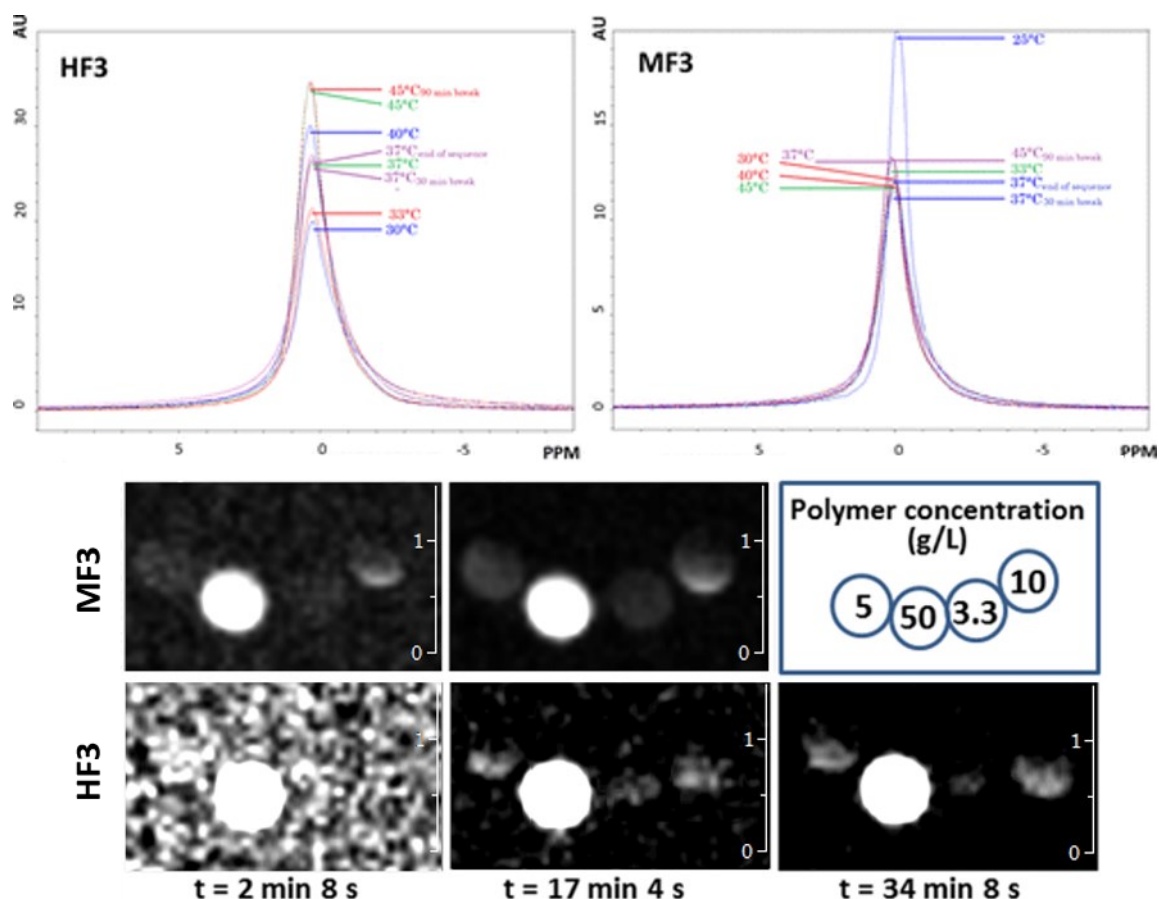 AU
HF3
30
20
10
0
45°C90 min break
45°C
40°C
37°Cend of sequence
37°C
37°C30 min break
33°C
30°C
5
0
-5
PPM
AU
MF3
15
10
5
0
25°C
30°C
37°C
40°C
45°C
45°C90 min break
33°C
37°Cend of sequence
37°C30 min break
5
0
-5
PPM
MF3
1
0
1
0
Polymer concentration
(g/L)
5 50 3.3 10
HF3
1
1
0
1
0
t = 2 min 8 s
t = 17 min 4 s
t = 34 min 8 s